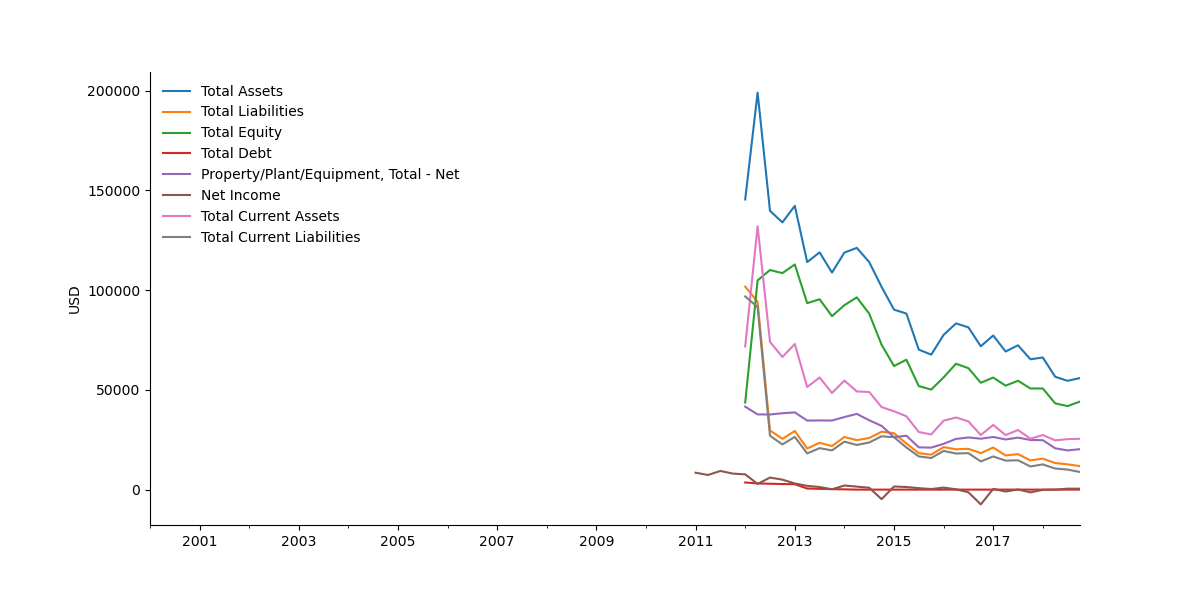 200000
150000
100000
50000
0
USD
Total Assets
Total Liabilities
Total Equity
Total Debt
Property/Plant/Equipment, Total - Net
Net Income
Total Current Assets
Total Current Liabilities
2001 2003 2005 2007 2009 2011 2013 2015 2017